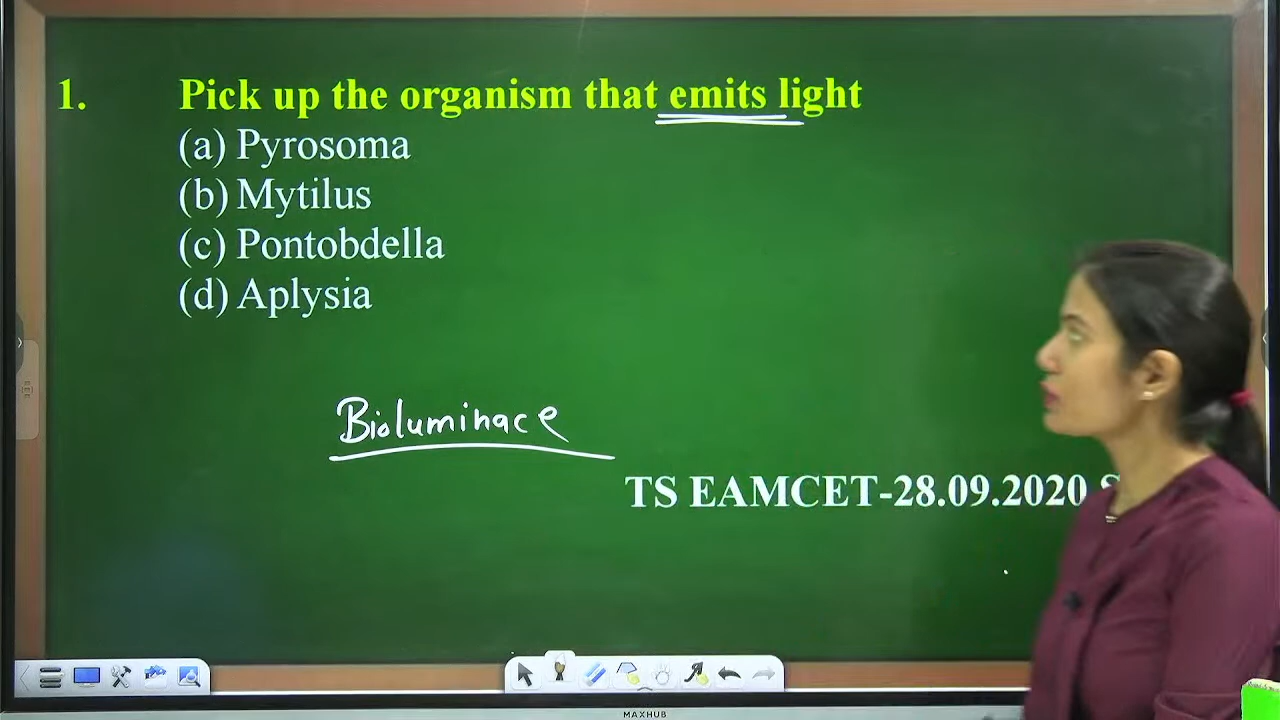 1. Pick up the organism that emits light
(a) Pyrosoma
(b) Mytilus
(c) Pontobdella
(d) Aplysia
Bioluminace
TS EAMCET-28.09.2020
MAXHUB